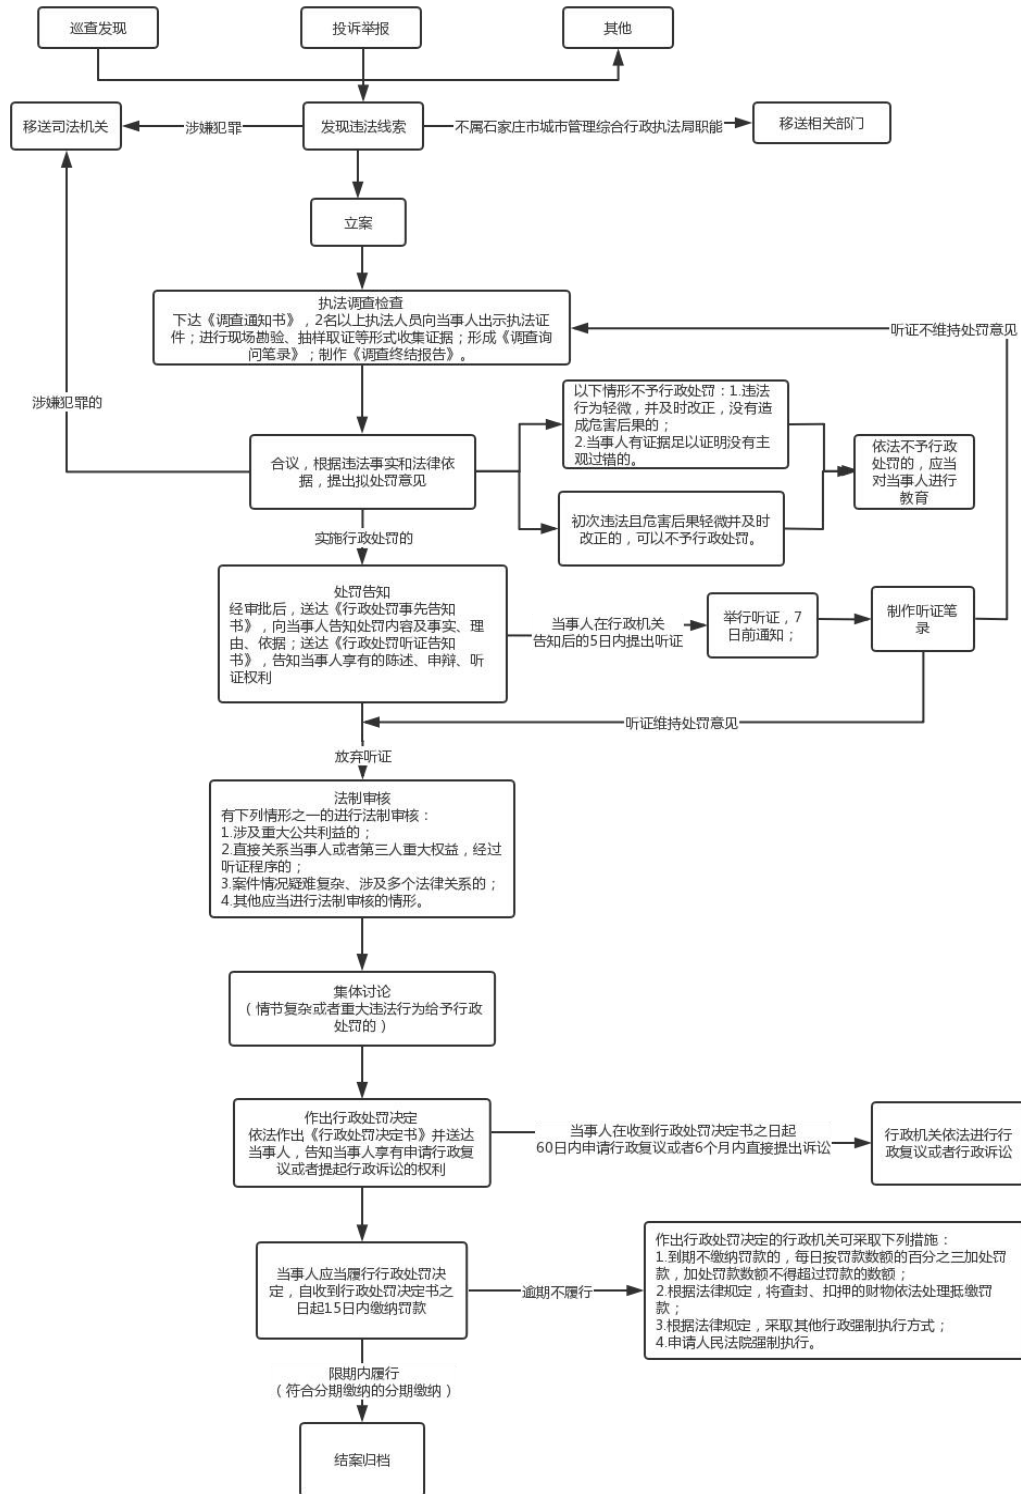 巡查发现
投诉举报
其他
移送司法机关
涉嫌犯罪
发现违法线索
不属石家庄市城市管理综合行政执法局职能
移送相关部门
立案
执法调查检查
下达《调查通知书》，2名以上执法人员向当事人出示执法证
件；进行现场勘验、抽样取证等形式收集证据；形成《调查询
问笔录》；制作《调查终结报告》。
听证不维持处罚意见
涉嫌犯罪的
合议，根据违法事实和法律依
据，提出拟处罚意见
以下情形不予行政处罚：1.违法
行为轻微，并及时改正，没有造
成危害后果的；
2.当事人有证据足以证明没有主
观过错的。
初次违法且危害后果轻微并及时
改正的，可以不予行政处罚。
依法不予行政
处罚的，应当
对当事人进行
教育
实施行政处罚的
处罚告知
经审批后，送达《行政处罚事先告知
书》，向当事人告知处罚内容及事实、理
由、依据；送达《行政处罚听证告知
书》，告知当事人享有的陈述、申辩、听
证权利
当事人在行政机关
告知后的5日内提出听证
举行听证，7
日前通知；
制作听证笔
录
听证维持处罚意见
放弃听证
法制审核
有下列情形之一的进行法制审核：
1.涉及重大公共利益的；
2.直接关系当事人或者第三人重大权益，经过
听证程序的；
3.案件情况疑难复杂、涉及多个法律关系的；
4.其他应当进行法制审核的情形。
集体讨论
（情节复杂或者重大违法行为给予行政
处罚的）
作出行政处罚决定
依法作出《行政处罚决定书》并送达
当事人，告知当事人享有申请行政复
议或者提起行政诉讼的权利
当事人在收到行政处罚决定书之日起
60日内申请行政复议或者6个月内直接提出诉讼
行政机关依法进行行
政复议或者行政诉讼
当事人应当履行行政处罚决
定，自收到行政处罚决定书之
日起15日内缴纳罚款
逾期不履行
作出行政处罚决定的行政机关可采取下列措施：
1.到期不缴纳罚款的，每日按罚款数额的百分之三加处罚
款，加处罚款数额不得超过罚款的数额；
2.根据法律规定，将查封、扣押的财物依法处理抵缴罚
款；
3.根据法律规定，采取其他行政强制执行方式；
4.申请人民法院强制执行。
限期内履行
（符合分期缴纳的分期缴纳）
结案归档